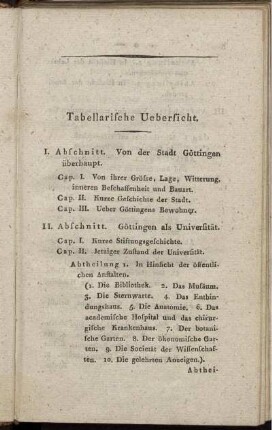 Tabellarische Uebersicht.
I. Abschnitt. Von der Stadt Göttingen
überhaupt.
Cap. I. Von ihrer Größe, Lage, Witterung,
inneren Beschaffenheit und Bauart.
Cap. II. Kurze Geschichte der Stadt.
Cap. III. Ueber Göttingens Bewohner.
II. Abschnitt. Göttingen als Universität.
Cap. I. Kurze Stiftungsgeschichte.
Cap. II. Jetziger Zustand der Universität.
Abtheilung 1. In Hinsicht der öffentli-
chen Anstalten.
(1. Die Bibliothek. 2. Das Musäum.
3. Die Sternwarte. 4. Das Entbin-
dungshaus. 5. Die Anatomie. 6. Das
academische Hospital und das chirur-
gische Krankenhaus. 7. Der botani-
sche Garten. 8. Der ökonomische Gar-
ten. 9. Die Societät der Wissenschaf-
ten. 10. Die gelehrten Anzeigen.)
Abthei-